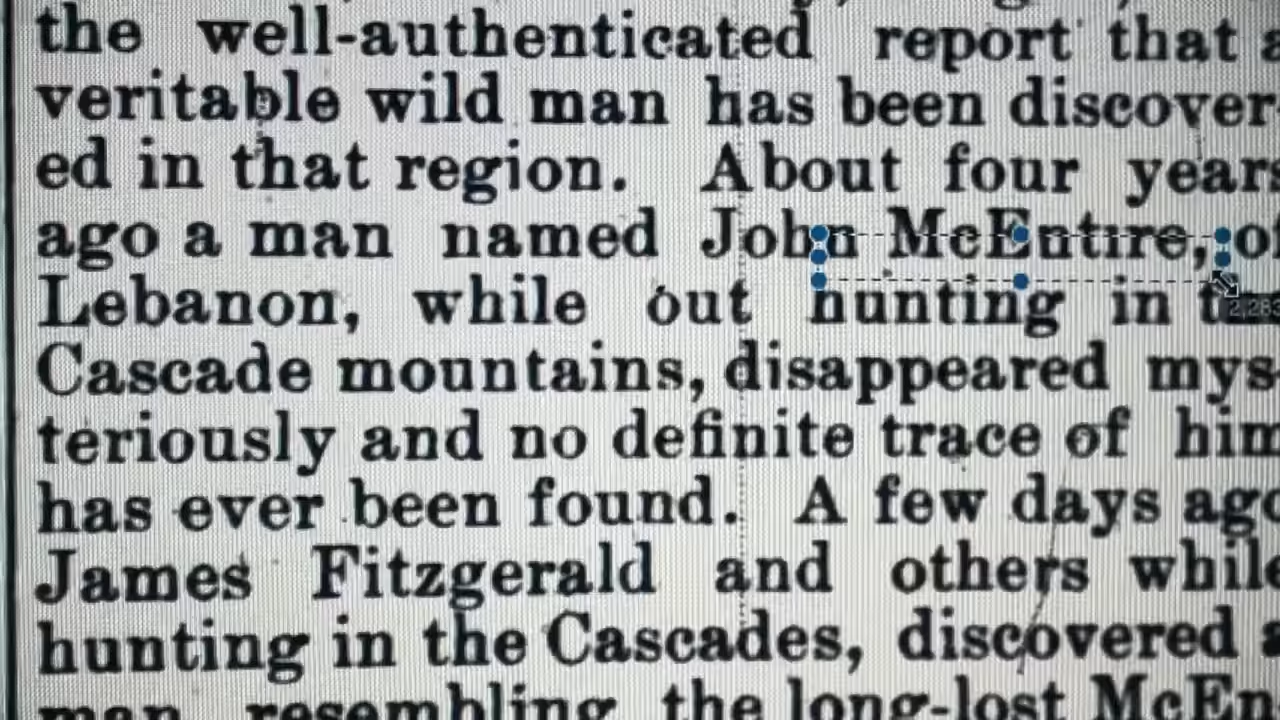 the well-authenticated report that a
veritable wild man has been discover
ed in that region. About four years
ago a man named John McEntire, of
Lebanon, while out hunting in
Cascade mountains, disappeared mys-
teriously and no definite trace of him
has ever been found. A few days ago
James Fitzgerald and others while
hunting in the Cascades, discovered a
man resembling the long-lost McEn